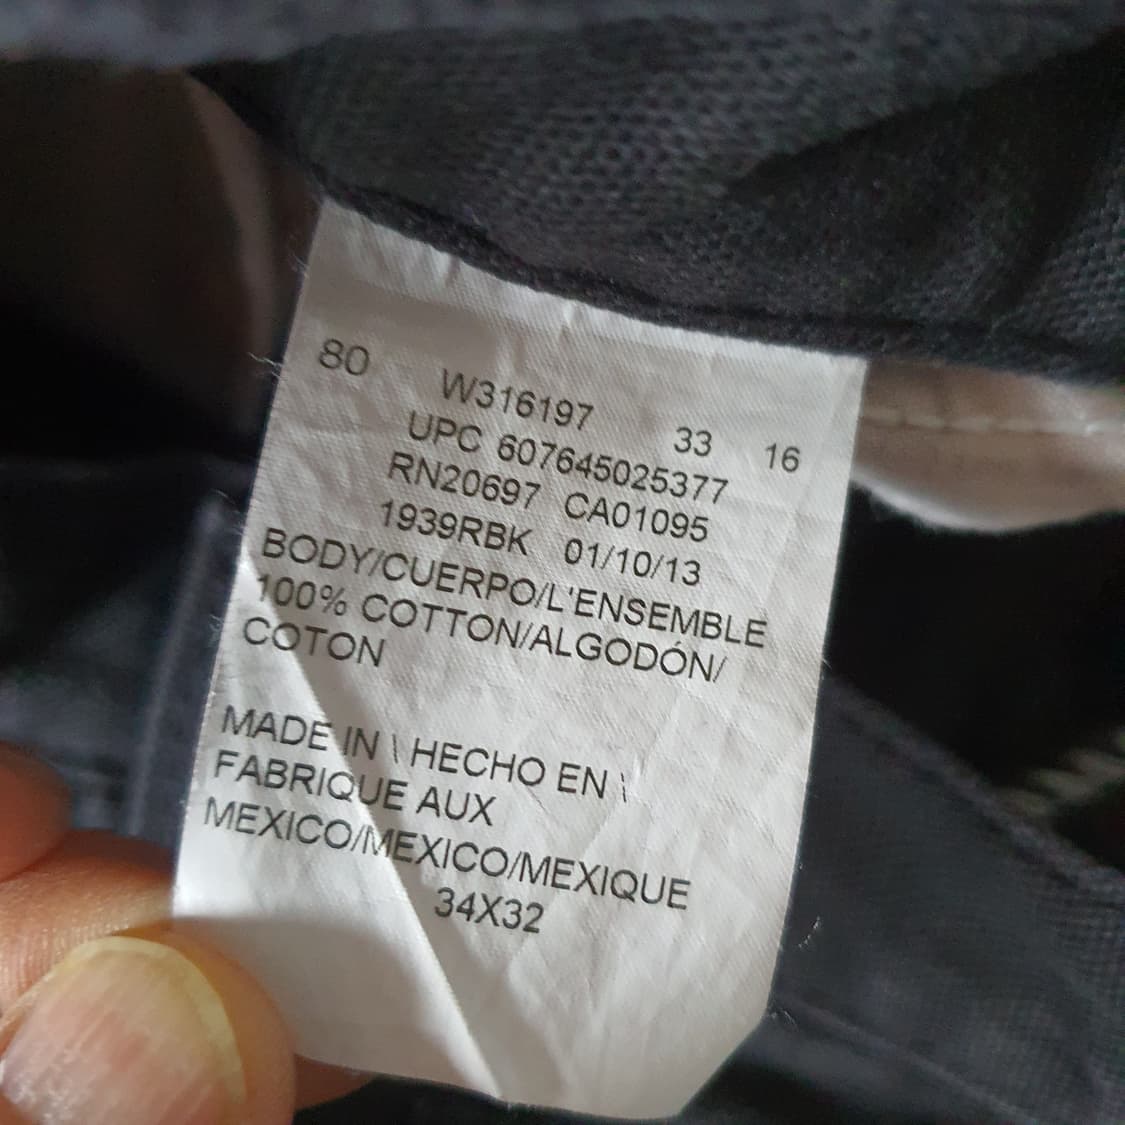 80 W316197 33 16
UPC 607645025377
RN20697 CA01095
1939RBK 01/10/13
BODY/CUERPO/L'ENSEMBLE
100% COTTON/ALGODÓN/
COTON
MADE IN \ HECHO EN \
FABRIQUE AUX
MEXICO/MEXICO/MEXIQUE
34X32